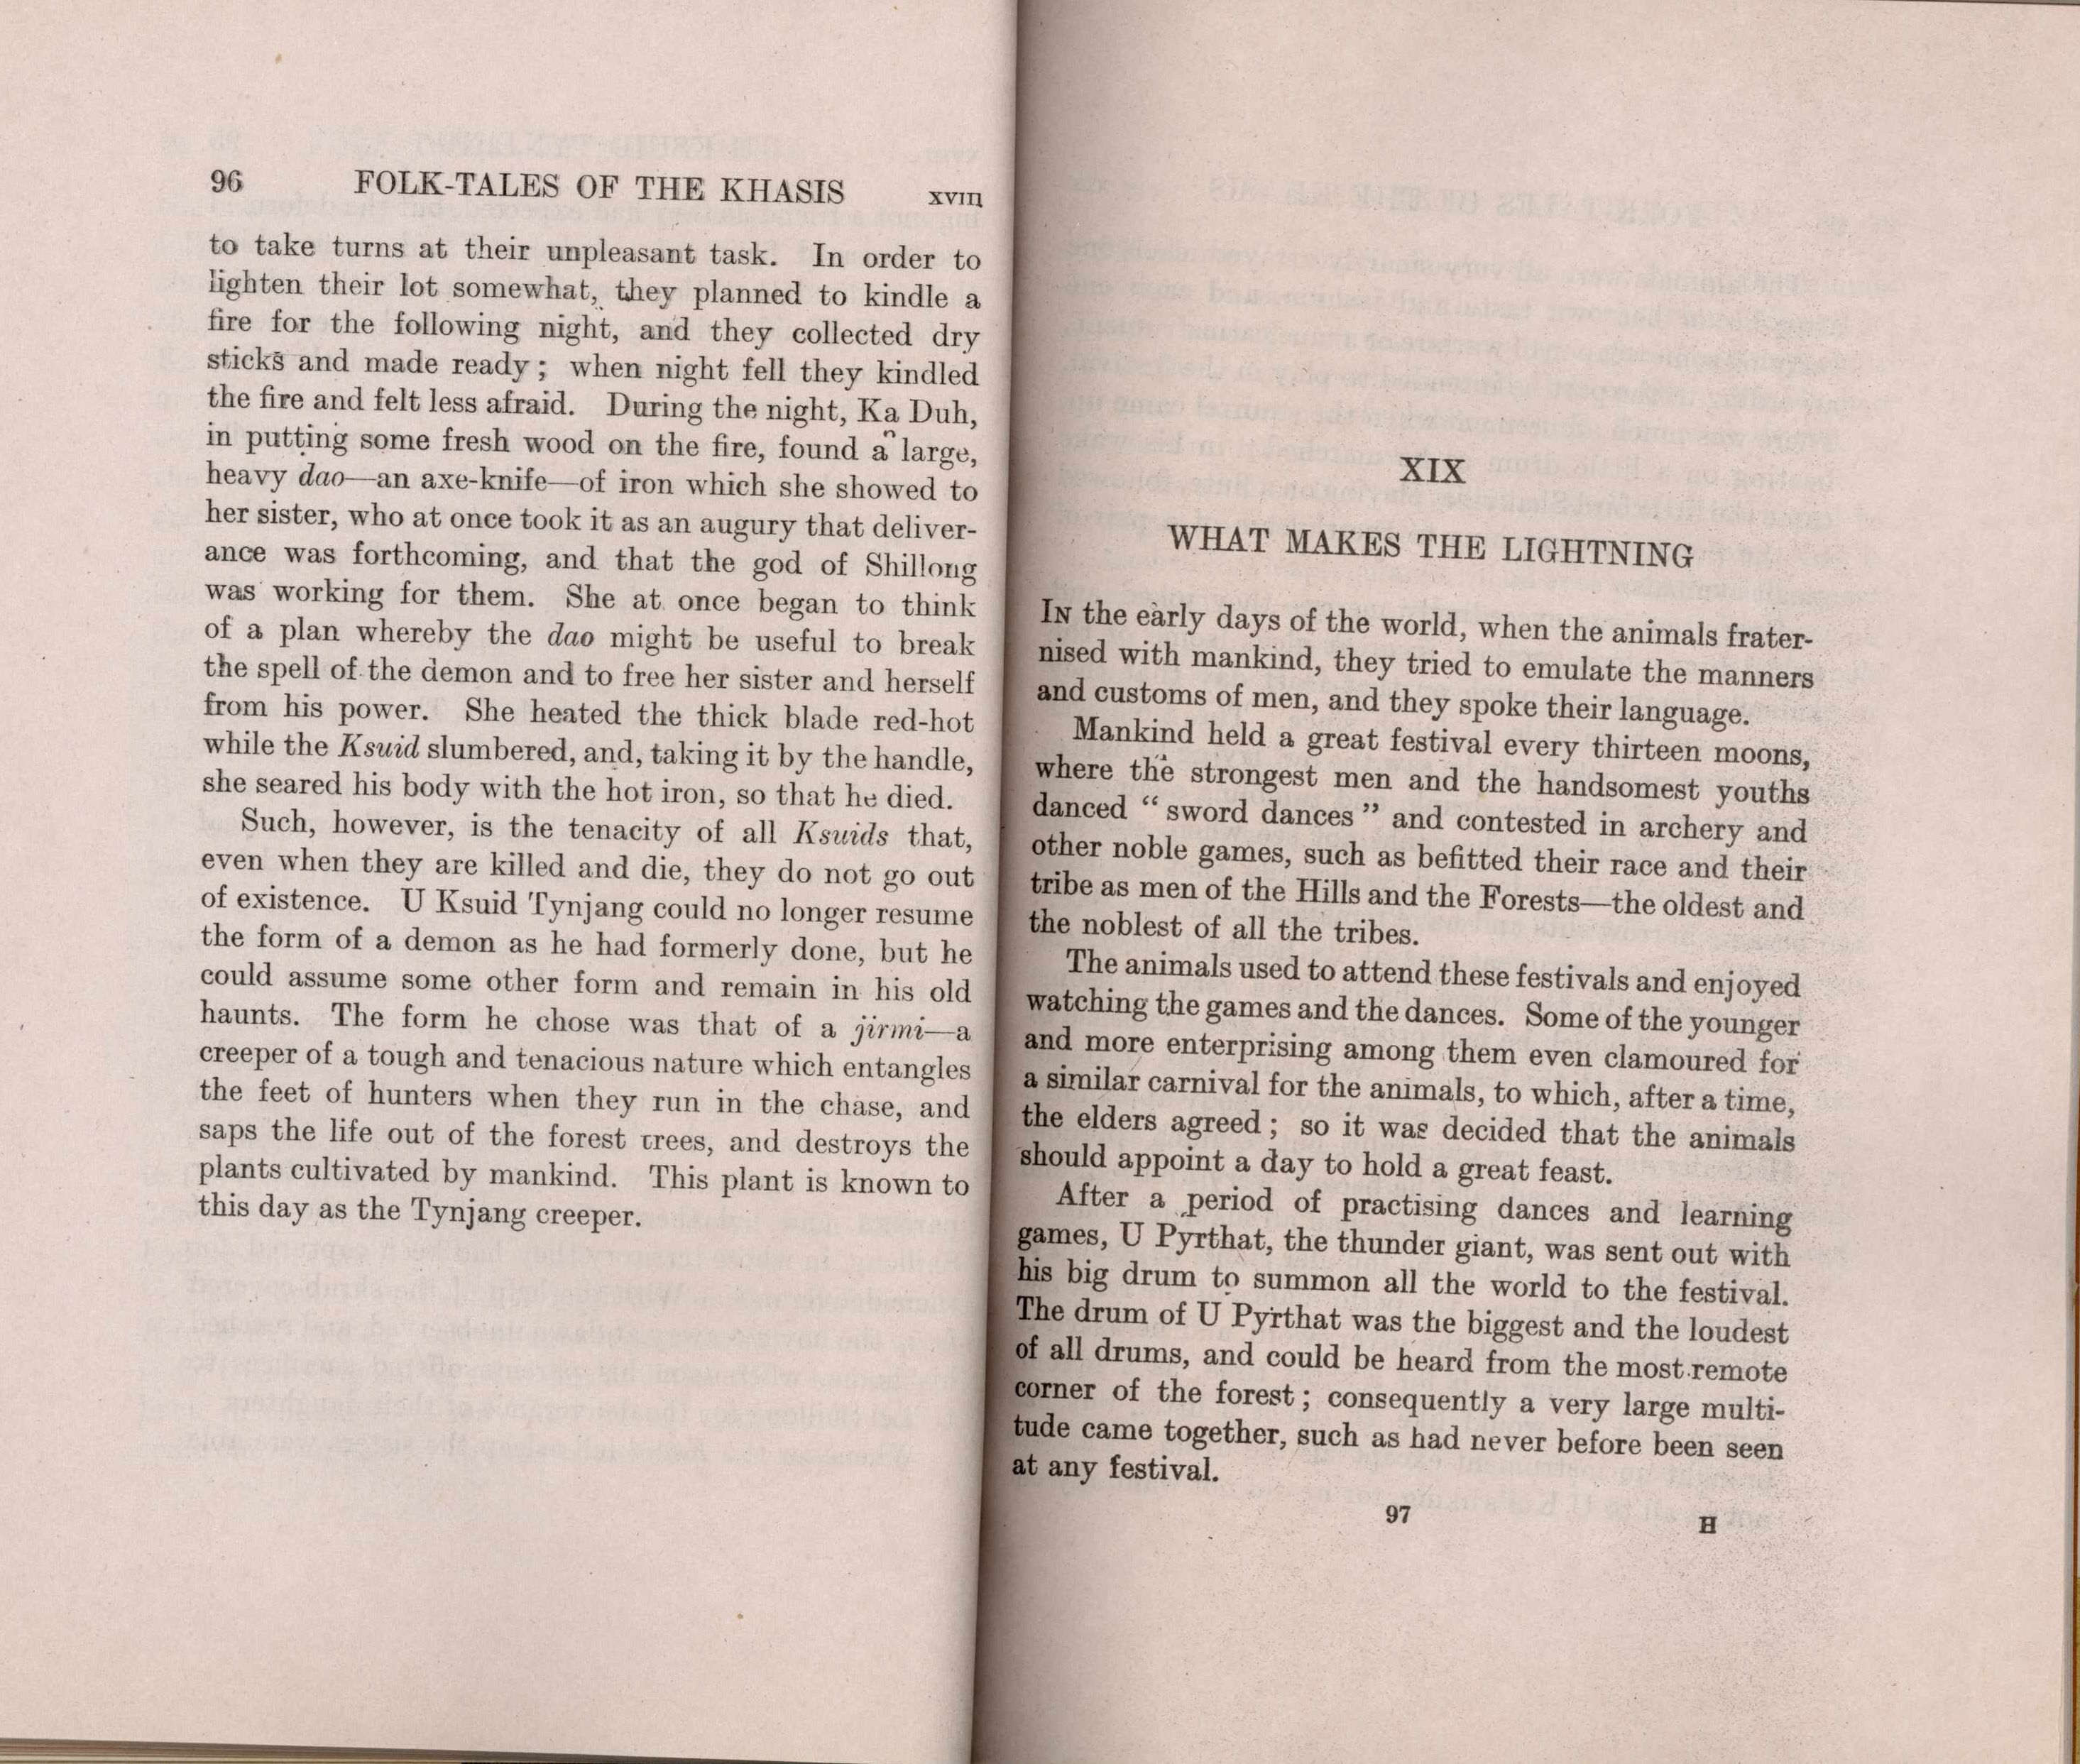 96 FOLK-TALES OF THE KHASIS XVIII
to take turns at their unpleasant task. In order to
lighten their lot somewhat, they planned to kindle a
fire for the following night, and they collected dry
sticks and made ready ; when night fell they kindled
the fire and felt less afraid. During the night, Ka Duh,
in putting some fresh wood on the fire, found a large,
heavy dao—an axe-knife—of iron which she showed to
her sister, who at once took it as an augury that deliver-
ance was forthcoming, and that the god of Shillong
was working for them. She at once began to think
of a plan whereby the dao might be useful to break
the spell of the demon and to free her sister and herself
from his power. She heated the thick blade red-hot
while the Ksuid slumbered, and, taking it by the handle,
she seared his body with the hot iron, so that he died.
Such, however, is the tenacity of all Ksuids that,
even when they are killed and die, they do not go out
of existence. U Ksuid Tynjang could no longer resume
the form of a demon as he had formerly done, but he
could assume some other form and remain in his old
haunts. The form he chose was that of a jirmi—a
creeper of a tough and tenacious nature which entangles
the feet of hunters when they run in the chase, and
saps the life out of the forest trees, and destroys the
plants cultivated by mankind. This plant is known to
this day as the Tynjang creeper.
XIX
WHAT MAKES THE LIGHTNING
IN the early days of the world, when the animals frater-
nised with mankind, they tried to emulate the manners
and customs of men, and they spoke their language.
Mankind held a great festival every thirteen moons,
where the strongest men and the handsomest youths
danced “ sword dances ” and contested in archery and
other noble games, such as befitted their race and their
tribe as men of the Hills and the Forests—the oldest and
the noblest of all the tribes.
The animals used to attend these festivals and enjoyed
watching the games and the dances. Some of the younger
and more enterprising among them even clamoured for
a similar carnival for the animals, to which, after a time,
the elders agreed ; so it was decided that the animals
should appoint a day to hold a great feast.
After a period of practising dances and learning
games, U Pyrthat, the thunder giant, was sent out with
his big drum to summon all the world to the festival.
The drum of U Pyrthat was the biggest and the loudest
of all drums, and could be heard from the most remote
corner of the forest ; consequently a very large multi-
tude came together, such as had never before been seen
at any festival.
97 H